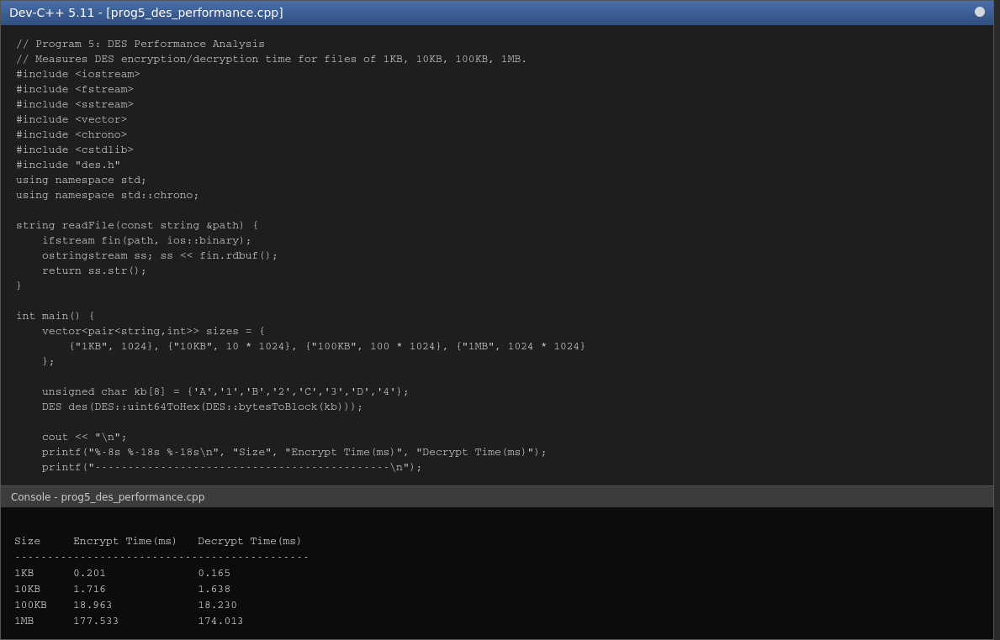 Dev-C++ 5.11 - [prog5_des_performance.cpp]
// Program 5: DES Performance Analysis
// Measures DES encryption/decryption time for files of 1KB, 10KB, 100KB, 1MB.
#include <iostream>
#include <fstream>
#include <sstream>
#include <vector>
#include <chrono>
#include <cstdlib>
#include "des.h"
using namespace std;
using namespace std::chrono;
string readFile(const string &path) {
    ifstream fin(path, ios::binary);
    ostringstream ss; ss << fin.rdbuf();
    return ss.str();
}
int main() {
    vector<pair<string,int>> sizes = {
        {"1KB", 1024}, {"10KB", 10 * 1024}, {"100KB", 100 * 1024}, {"1MB", 1024 * 1024}
    };
    unsigned char kb[8] = {'A','1','B','2','C','3','D','4'};
    DES des(DES::uint64ToHex(DES::bytesToBlock(kb)));
    cout << "\n";
    printf("%-8s %-18s %-18s\n", "Size", "Encrypt Time(ms)", "Decrypt Time(ms)");
    printf("---------------------------------------------\n");
Console - prog5_des_performance.cpp
Size     Encrypt Time(ms)   Decrypt Time(ms)
---------------------------------------------
1KB      0.201              0.165
10KB     1.716              1.638
100KB    18.963             18.230
1MB      177.533            174.013